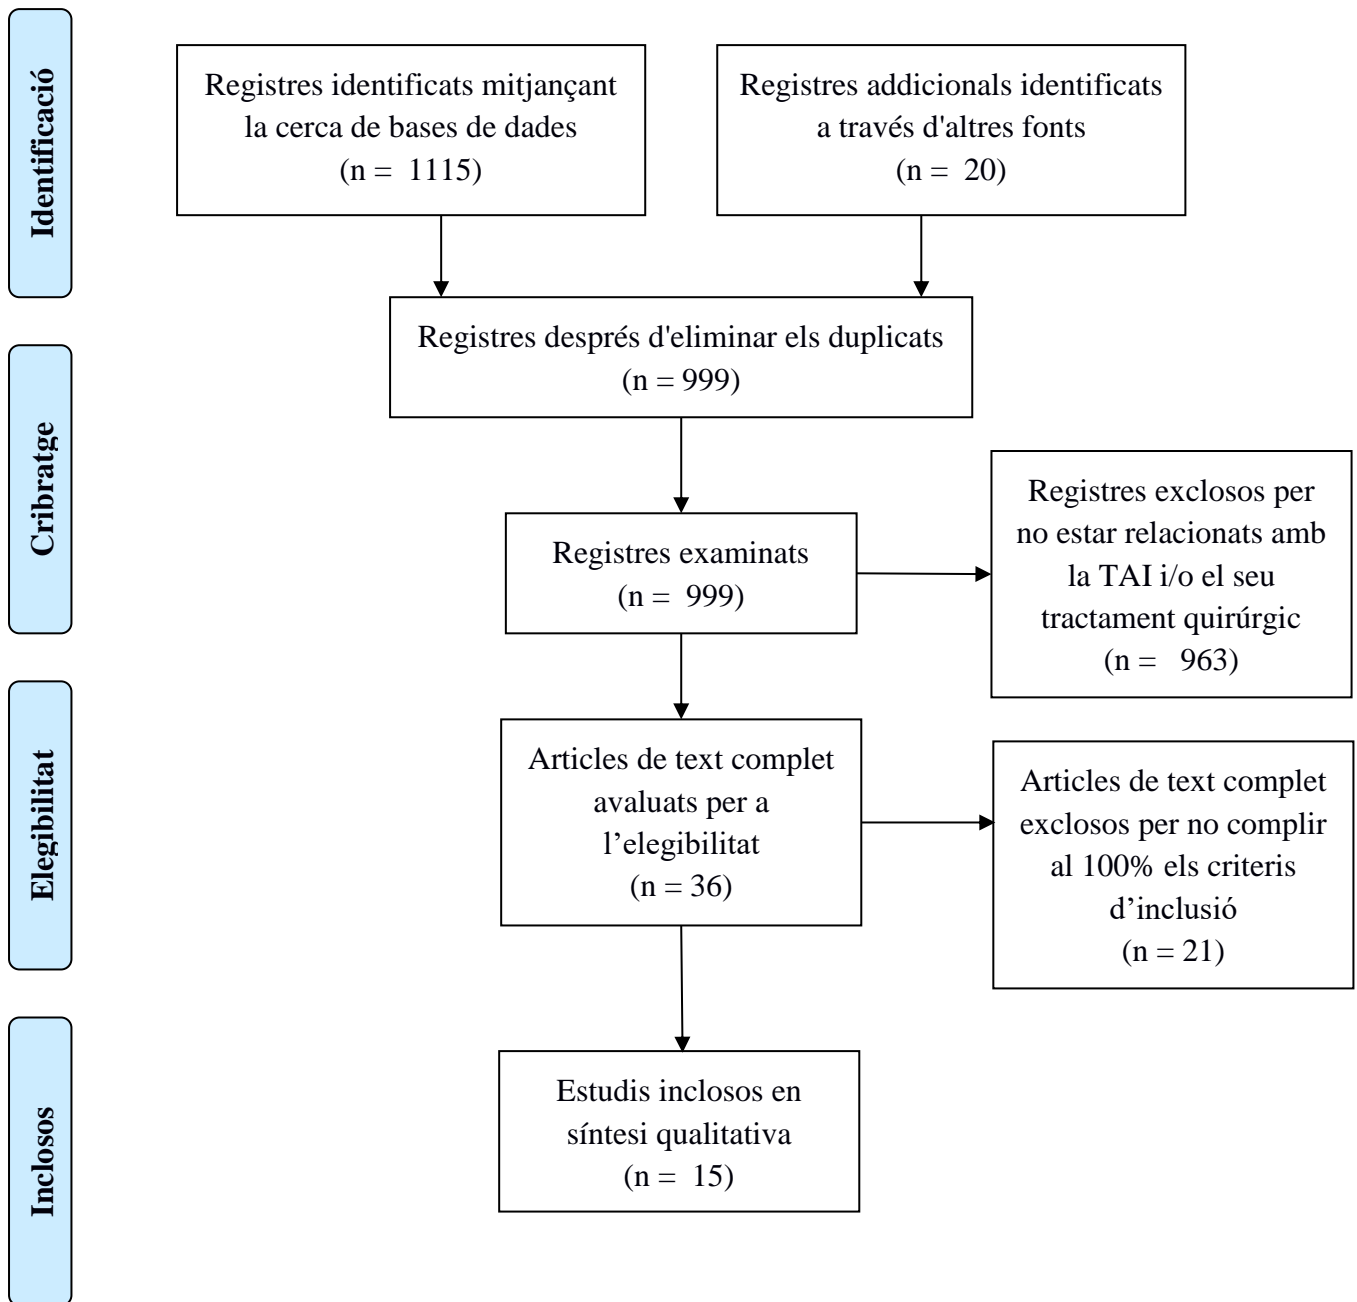 Identificació
Registres identificats mitjançant
la cerca de bases de dades
(n =  1115)
Registres addicionals identificats
a través d'altres fonts
(n =  20)
Registres després d'eliminar els duplicats
(n = 999)
Cribratge
Registres examinats
(n =  999)
Registres exclosos per
no estar relacionats amb
la TAI i/o el seu
tractament quirúrgic
(n =   963)
Elegibilitat
Articles de text complet
avaluats per a
l’elegibilitat
(n = 36)
Articles de text complet
exclosos per no complir
al 100% els criteris
d’inclusió
(n = 21)
Inclosos
Estudis inclosos en
síntesi qualitativa
(n =  15)